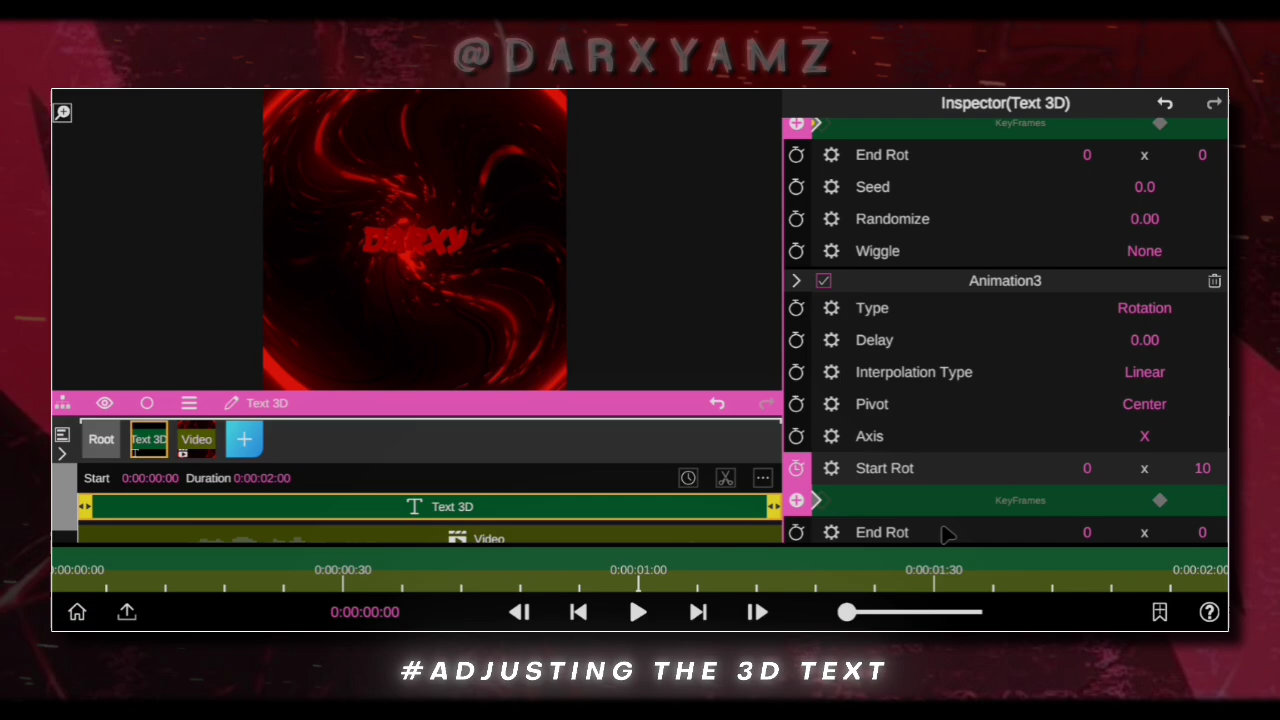 @DARXYAMZ
Inspector(Text 3D)
KeyFrames
End Rot 0 x 0
Seed 0.0
Randomize 0.00
Wiggle None
Animation3
Type Rotation
Delay 0.00
Interpolation Type Linear
Pivot Center
Axis X
Start Rot 0 x 10
KeyFrames
End Rot 0 x 0
DARXY
Text 3D
Root Text 3D Video
Start 0:00:00:00 Duration 0:00:02:00
Text 3D
Video
0:00:00:00 0:00:00:30 0:00:01:00 0:00:01:30 0:00:02:00
0:00:00:00
#ADJUSTING THE 3D TEXT